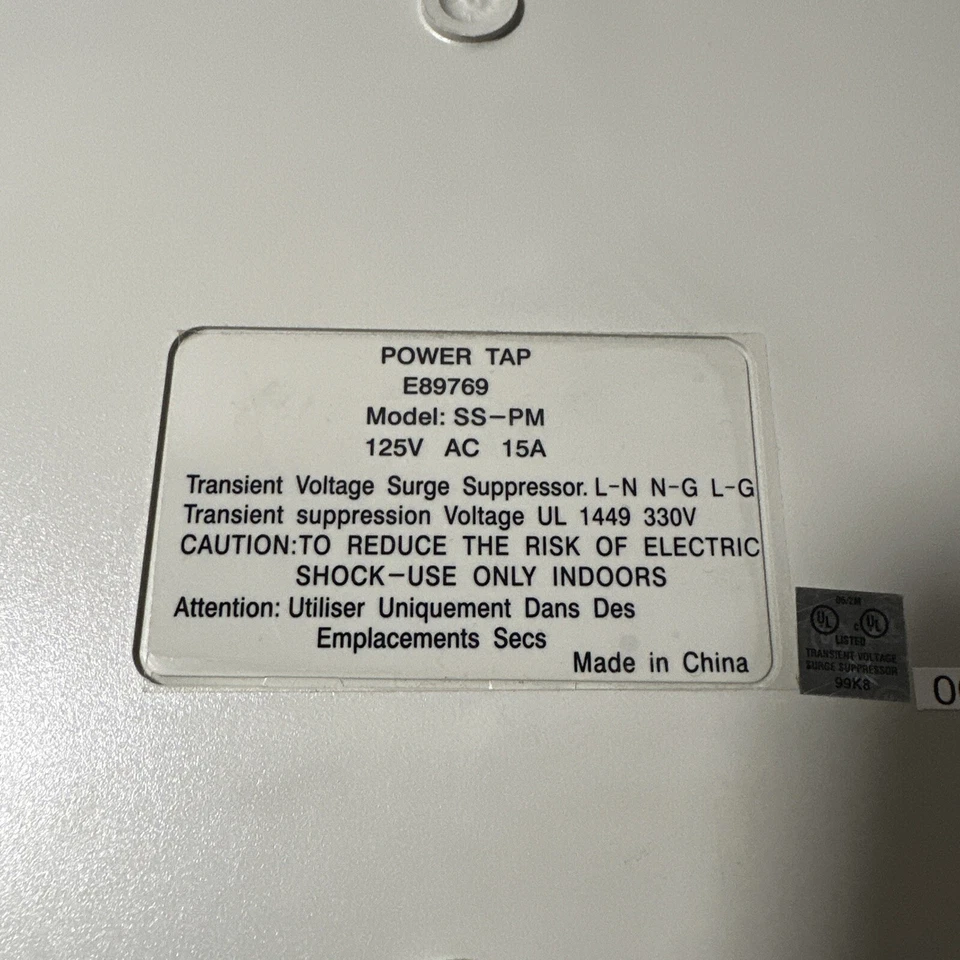 POWER TAP
E89769
Model: SS-PM
125V AC 15A
Transient Voltage Surge Suppressor. L-N N-G L-G
Transient suppression Voltage UL 1449 330V
CAUTION:TO REDUCE THE RISK OF ELECTRIC
SHOCK-USE ONLY INDOORS
Attention: Utiliser Uniquement Dans Des
Emplacements Secs
Made in China
UL c UL
LISTED
TRANSIENT VOLTAGE
SURGE SUPPRESSOR
99K8